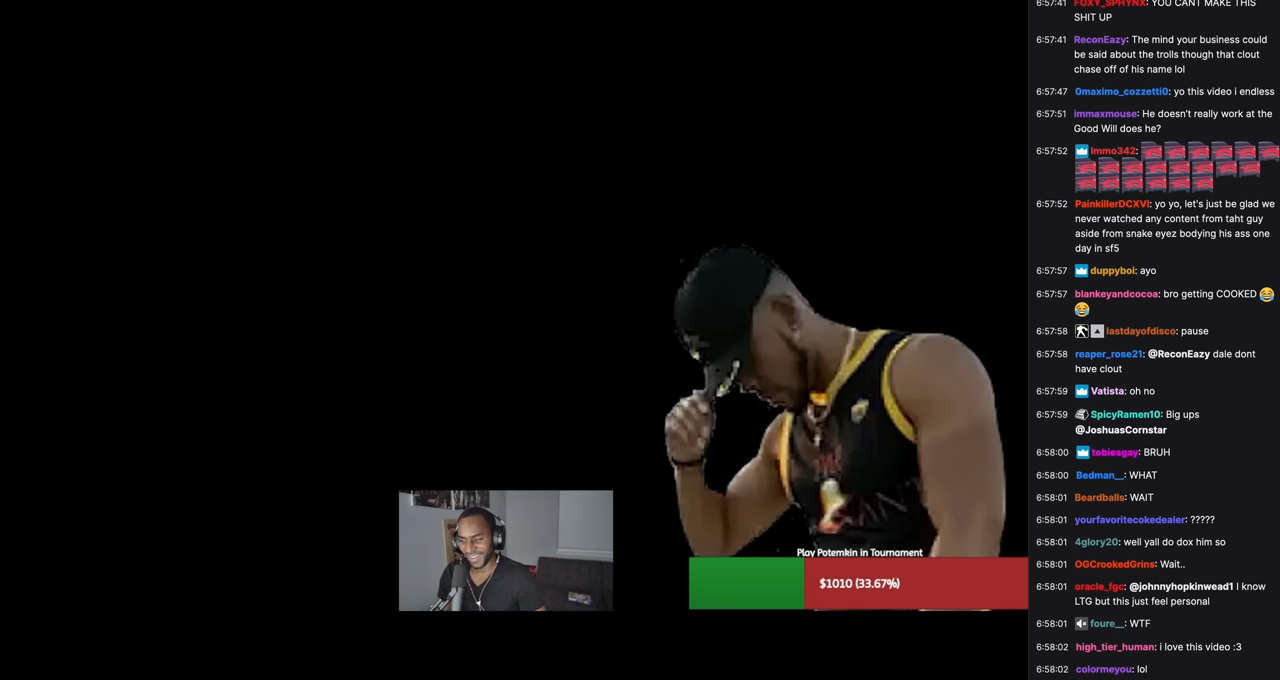 6:57:41 FOXY_SPHYNX: YOU CANT MAKE THIS
SHIT UP
6:57:41 ReconEazy: The mind your business could
be said about the trolls though that clout
chase off of his name lol
6:57:47 0maximo_cozzetti0: yo this video i endless
6:57:51 immaxmouse: He doesn't really work at the
Good Will does he?
6:57:52 Immo342:
6:57:52 PainkillerDCXVI: yo yo, let's just be glad we
never watched any content from taht guy
aside from snake eyez bodying his ass one
day in sf5
6:57:57 duppyboi: ayo
6:57:57 blankeyandcocoa: bro getting COOKED 😂
😂
6:57:58 lastdayofdisco: pause
6:57:58 reaper_rose21: @ReconEazy dale dont
have clout
6:57:59 Vatista: oh no
6:57:59 SpicyRamen10: Big ups
@JoshuasCornstar
6:58:00 tobiesgay: BRUH
6:58:00 Bedman__: WHAT
6:58:01 Beardballs: WAIT
6:58:01 yourfavoritecokedealer: ?????
6:58:01 4glory20: well yall do dox him so
6:58:01 OGCrookedGrins: Wait..
6:58:01 oracle_fgc: @johnnyhopkinwead1 I know
LTG but this just feel personal
6:58:01 foure__: WTF
6:58:02 high_tier_human: i love this video :3
6:58:02 colormeyou: lol
Play Potemkin in Tournament
$1010 (33.67%)